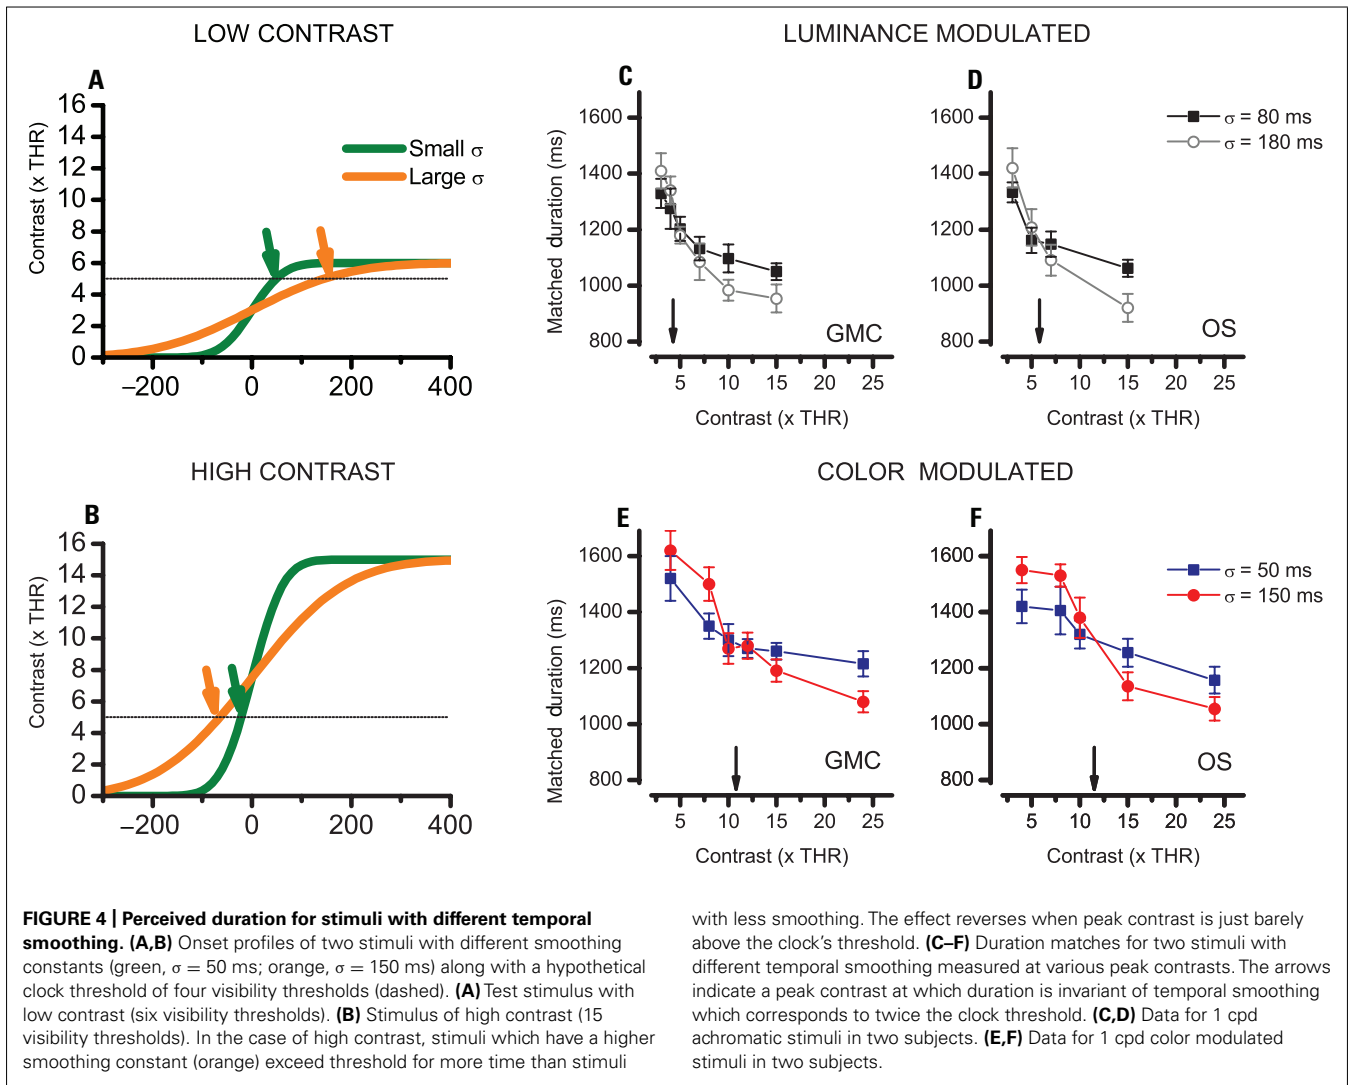 LOW CONTRAST
LUMINANCE MODULATED
A
16
14
12
10
8
6
4
2
0
Contrast (x THR)
Small σ
Large σ
−200
0
200
400
C
1600
1400
1200
1000
800
Matched duration (ms)
GMC
5
10
15
20
25
Contrast (x THR)
D
1600
1400
1200
1000
800
σ = 80 ms
σ = 180 ms
OS
5
10
15
20
25
Contrast (x THR)
HIGH CONTRAST
COLOR MODULATED
B
16
14
12
10
8
6
4
2
0
Contrast (x THR)
−200
0
200
400
E
1600
1400
1200
1000
800
Matched duration (ms)
GMC
5
10
15
20
25
Contrast (x THR)
F
1600
1400
1200
1000
800
σ = 50 ms
σ = 150 ms
OS
5
10
15
20
25
Contrast (x THR)
FIGURE 4 | Perceived duration for stimuli with different temporal
smoothing. (A,B) Onset profiles of two stimuli with different smoothing
constants (green, σ = 50 ms; orange, σ = 150 ms) along with a hypothetical
clock threshold of four visibility thresholds (dashed). (A) Test stimulus with
low contrast (six visibility thresholds). (B) Stimulus of high contrast (15
visibility thresholds). In the case of high contrast, stimuli which have a higher
smoothing constant (orange) exceed threshold for more time than stimuli
with less smoothing. The effect reverses when peak contrast is just barely
above the clock's threshold. (C–F) Duration matches for two stimuli with
different temporal smoothing measured at various peak contrasts. The arrows
indicate a peak contrast at which duration is invariant of temporal smoothing
which corresponds to twice the clock threshold. (C,D) Data for 1 cpd
achromatic stimuli in two subjects. (E,F) Data for 1 cpd color modulated
stimuli in two subjects.